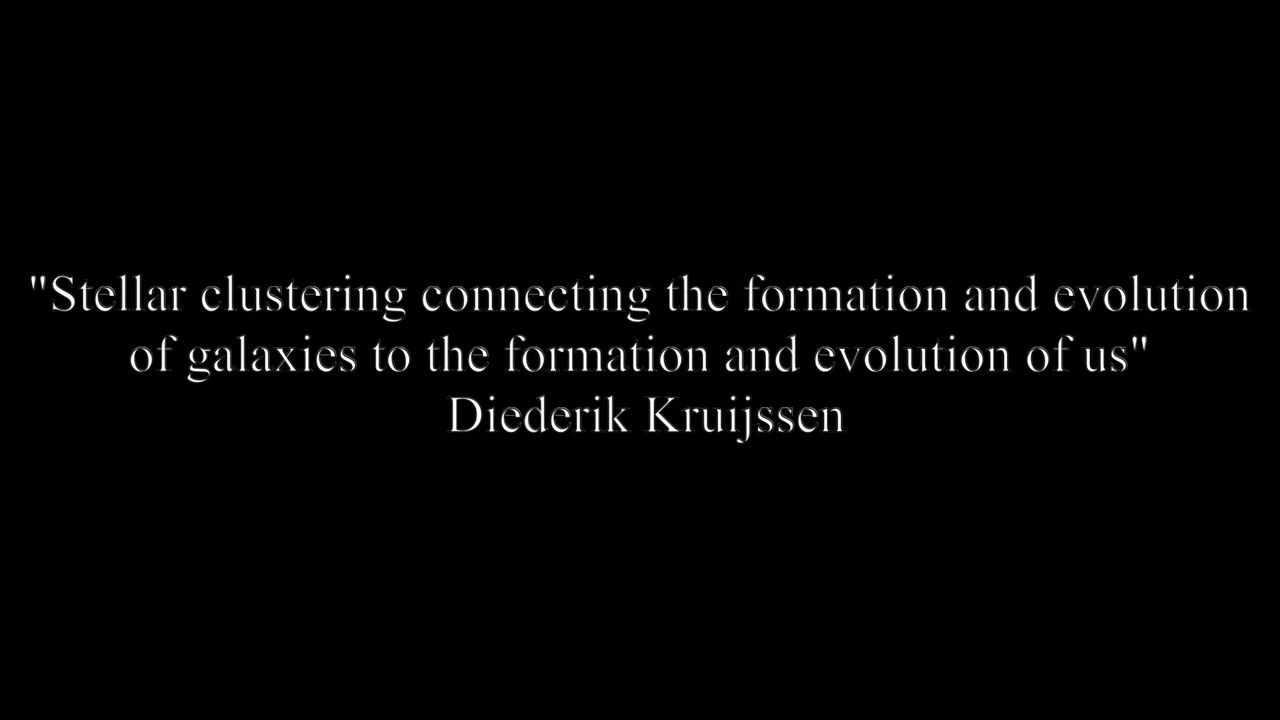 "Stellar clustering connecting the formation and evolution
of galaxies to the formation and evolution of us"
Diederik Kruijssen